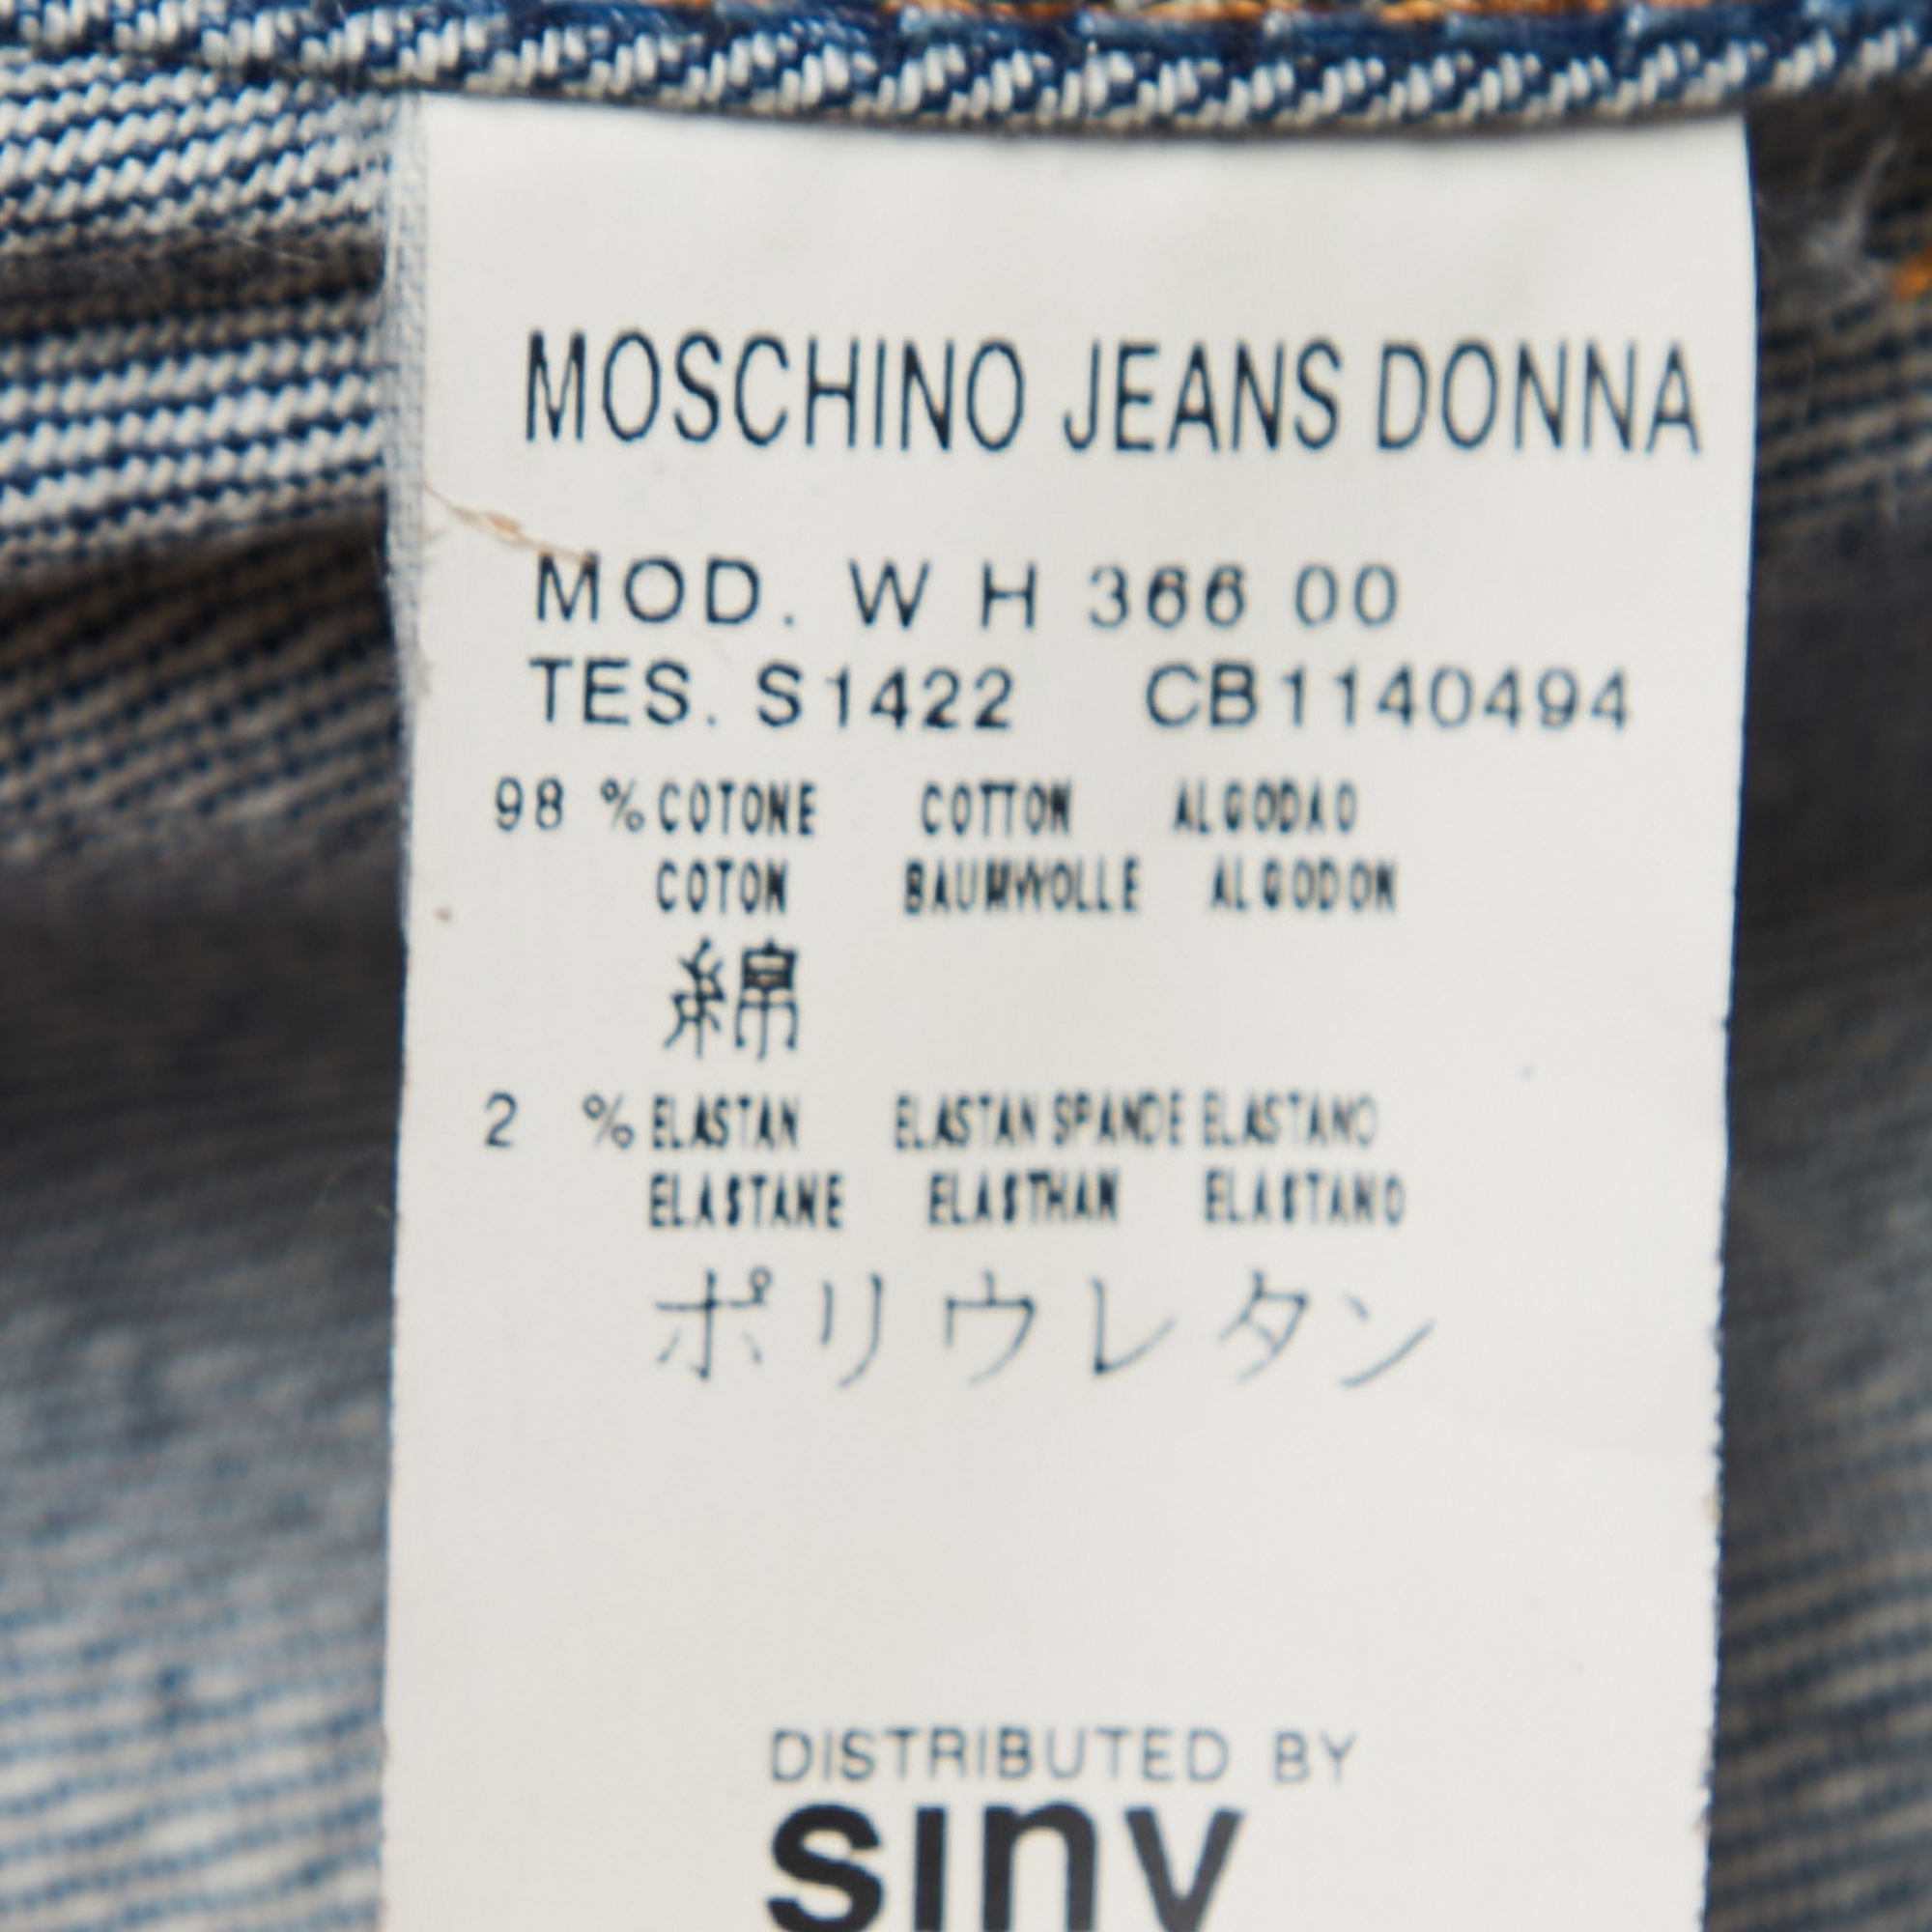 MOSCHINO JEANS DONNA
MOD. W H 366 00
TES. S1422 CB1140494
98 % COTONE COTTON ALGODAO
COTON BAUMWOLLE ALGODON
綿
2 % ELASTAN ELASTAN SPANDE ELASTANO
ELASTANE ELASTHAN ELASTANO
ポリウレタン
DISTRIBUTED BY
sinv